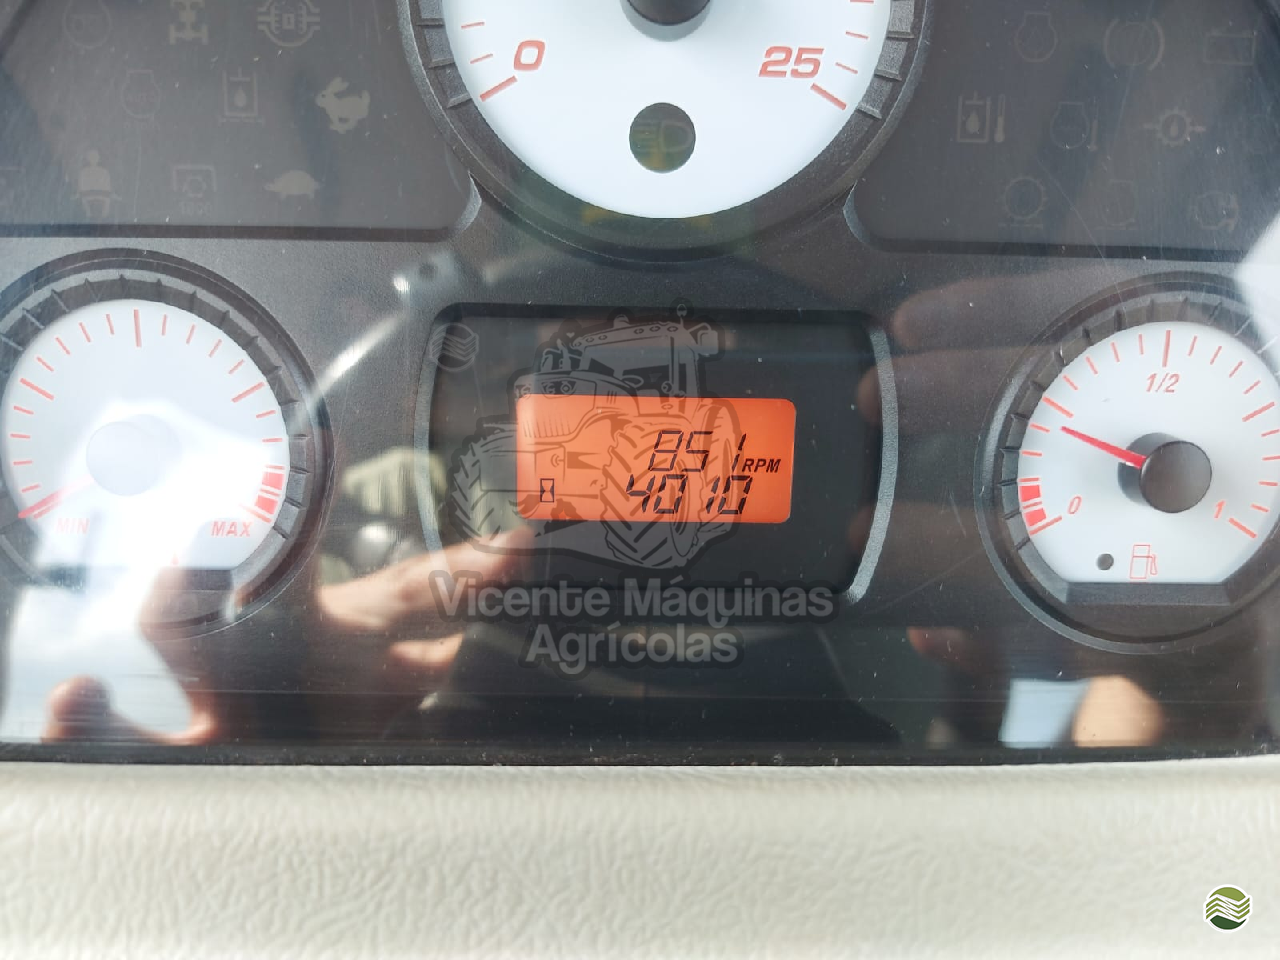 0
25
MIN
MAX
851 RPM
4010
1/2
0
1
Vicente Máquinas
Agrícolas